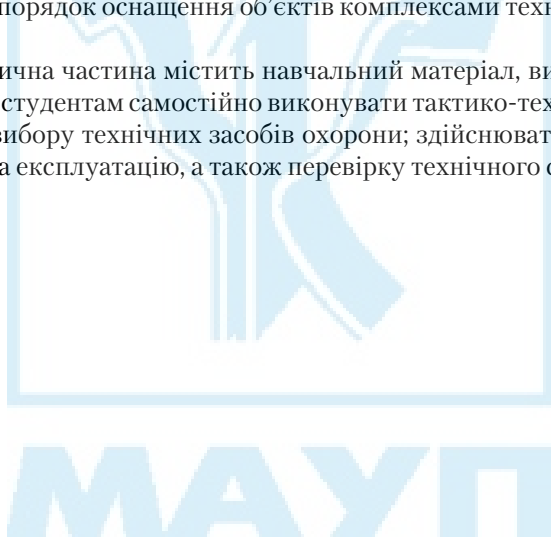 порядок оснащення об’єктів комплексами техн
ична частина містить навчальний матеріал, ви
студентам самостійно виконувати тактико-тех
вибору технічних засобів охорони; здійснюват
а експлуатацію, а також перевірку технічного с
МАУП